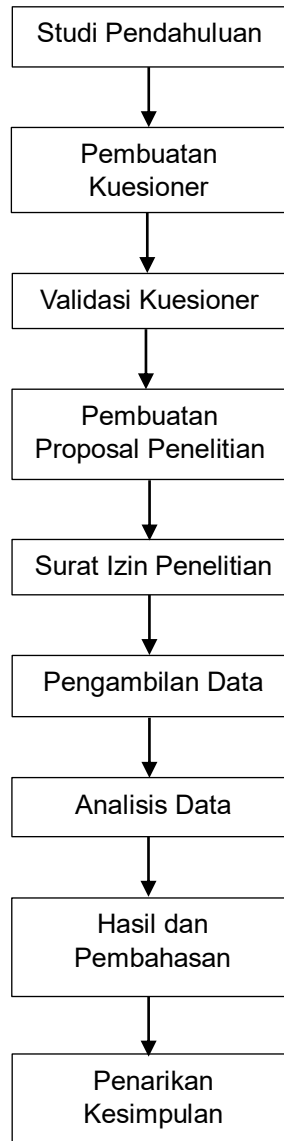 Studi Pendahuluan
Pembuatan
Kuesioner
Validasi Kuesioner
Pembuatan
Proposal Penelitian
Surat Izin Penelitian
Pengambilan Data
Analisis Data
Hasil dan
Pembahasan
Penarikan
Kesimpulan